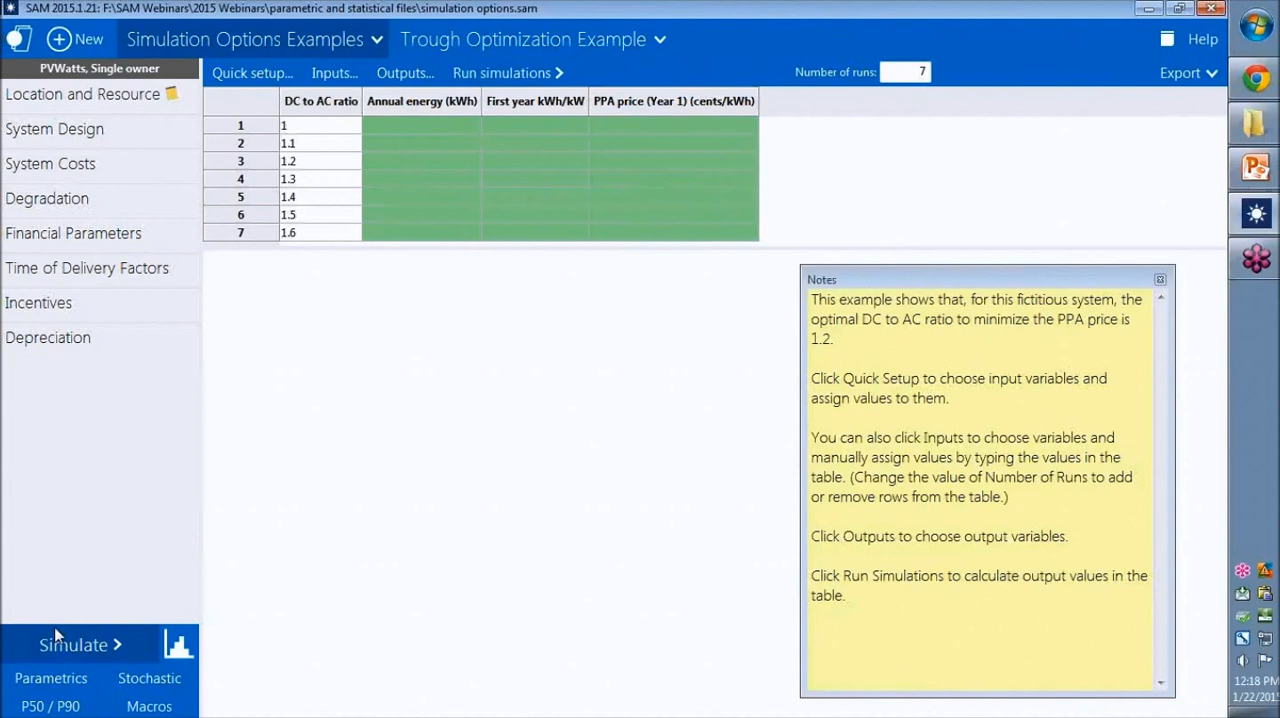 SAM 2015.1.21: F:\SAM Webinars\2015 Webinars\parametric and statistical files\simulation options.sam
New
Simulation Options Examples
Trough Optimization Example
Help
PVWatts, Single owner
Quick setup...
Inputs...
Outputs...
Run simulations
Number of runs:
7
Export
Location and Resource
System Design
System Costs
Degradation
Financial Parameters
Time of Delivery Factors
Incentives
Depreciation
DC to AC ratio
Annual energy (kWh)
First year kWh/kW
PPA price (Year 1) (cents/kWh)
1 1
2 1.1
3 1.2
4 1.3
5 1.4
6 1.5
7 1.6
Notes
This example shows that, for this fictitious system, the
optimal DC to AC ratio to minimize the PPA price is
1.2.
Click Quick Setup to choose input variables and
assign values to them.
You can also click Inputs to choose variables and
manually assign values by typing the values in the
table. (Change the value of Number of Runs to add
or remove rows from the table.)
Click Outputs to choose output variables.
Click Run Simulations to calculate output values in the
table.
Simulate
Parametrics
Stochastic
P50 / P90
Macros
12:18 PM